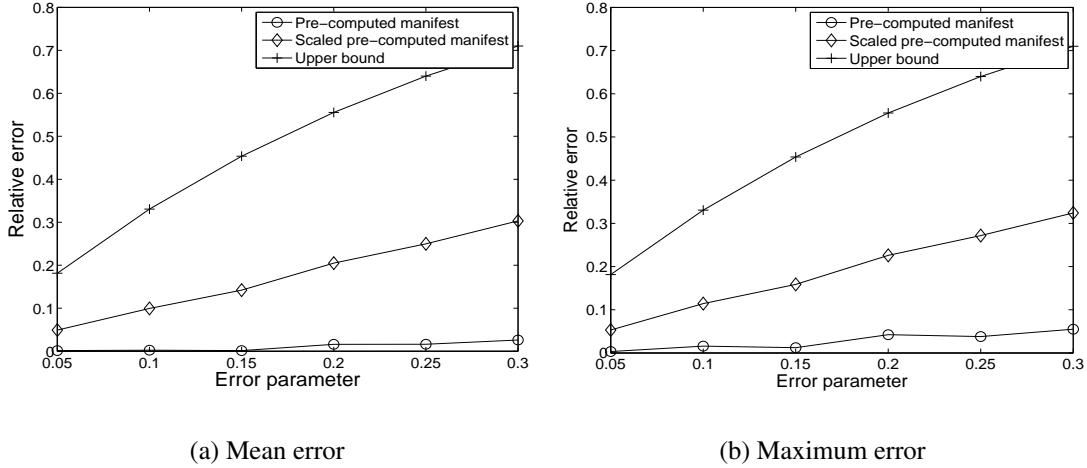 Pre-computed manifest
Scaled pre-computed manifest
Upper bound
0.8
0.7
0.6
0.5
0.4
0.3
0.2
0.1
0
0.05
0.1
0.15
0.2
0.25
0.3
Relative error
Error parameter
(a) Mean error
Pre-computed manifest
Scaled pre-computed manifest
Upper bound
0.8
0.7
0.6
0.5
0.4
0.3
0.2
0.1
0
0.05
0.1
0.15
0.2
0.25
0.3
Relative error
Error parameter
(b) Maximum error